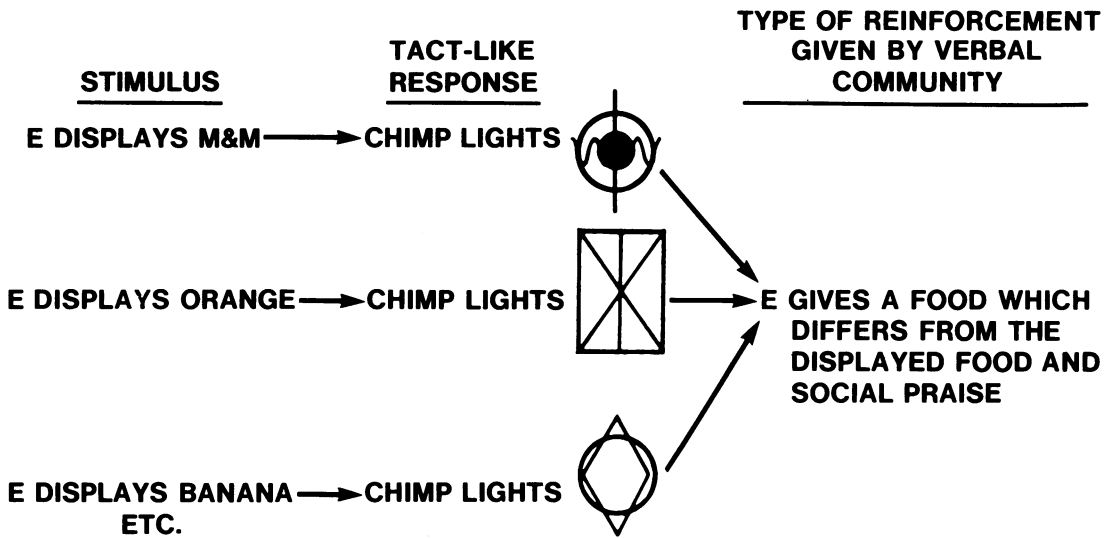 STIMULUS
TACT-LIKE
RESPONSE
TYPE OF REINFORCEMENT
GIVEN BY VERBAL
COMMUNITY
E DISPLAYS M&M
CHIMP LIGHTS
E DISPLAYS ORANGE
CHIMP LIGHTS
E GIVES A FOOD WHICH
DIFFERS FROM THE
DISPLAYED FOOD AND
SOCIAL PRAISE
E DISPLAYS BANANA
ETC.
CHIMP LIGHTS